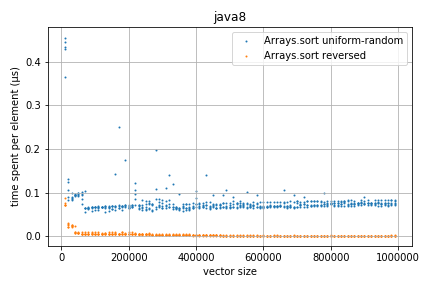 java8
Arrays.sort uniform-random
Arrays.sort reversed
time spent per element (µs)
0.4
0.3
0.2
0.1
0.0
0 200000 400000 600000 800000 1000000
vector size